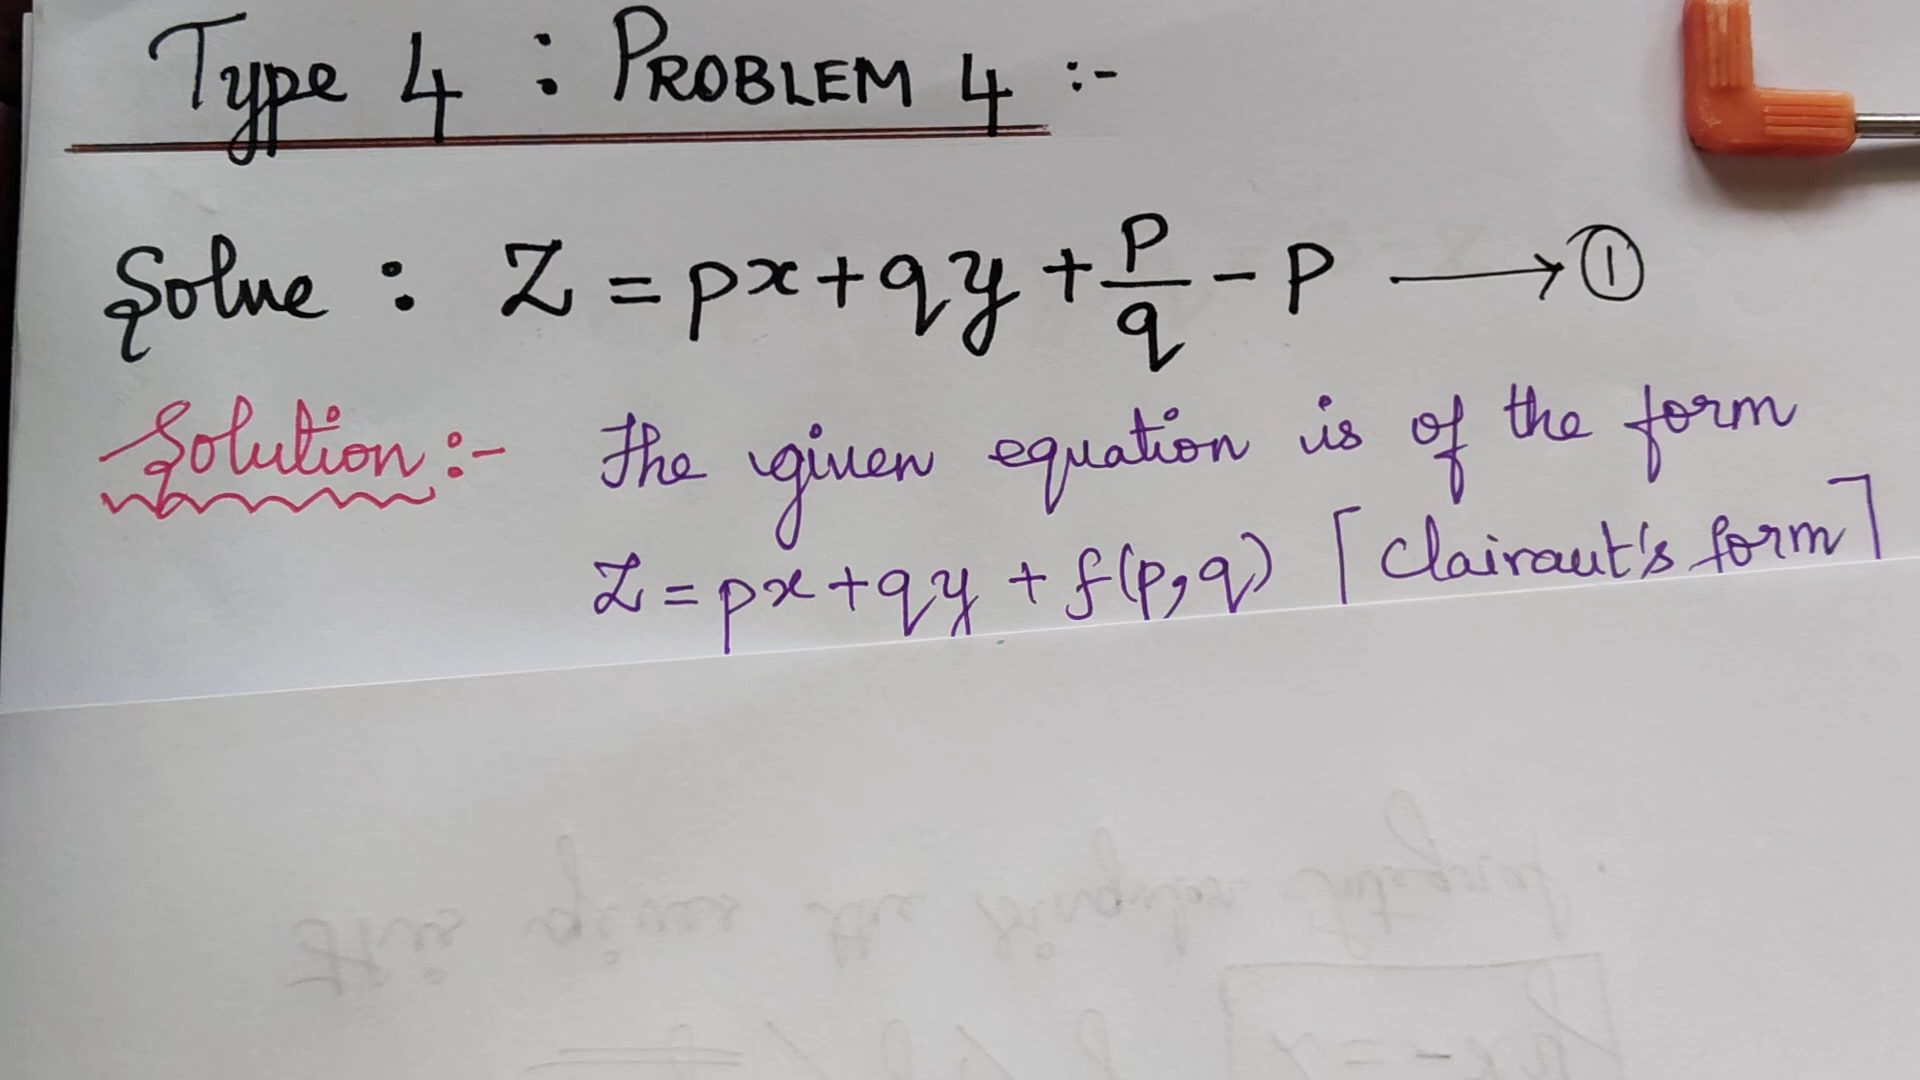 Type 4 : PROBLEM 4 :-
Solve : Z = px + qy + p/q - p → ①
Solution :- The given equation is of the form
Z = px + qy + f(p, q) [Clairaut's form]